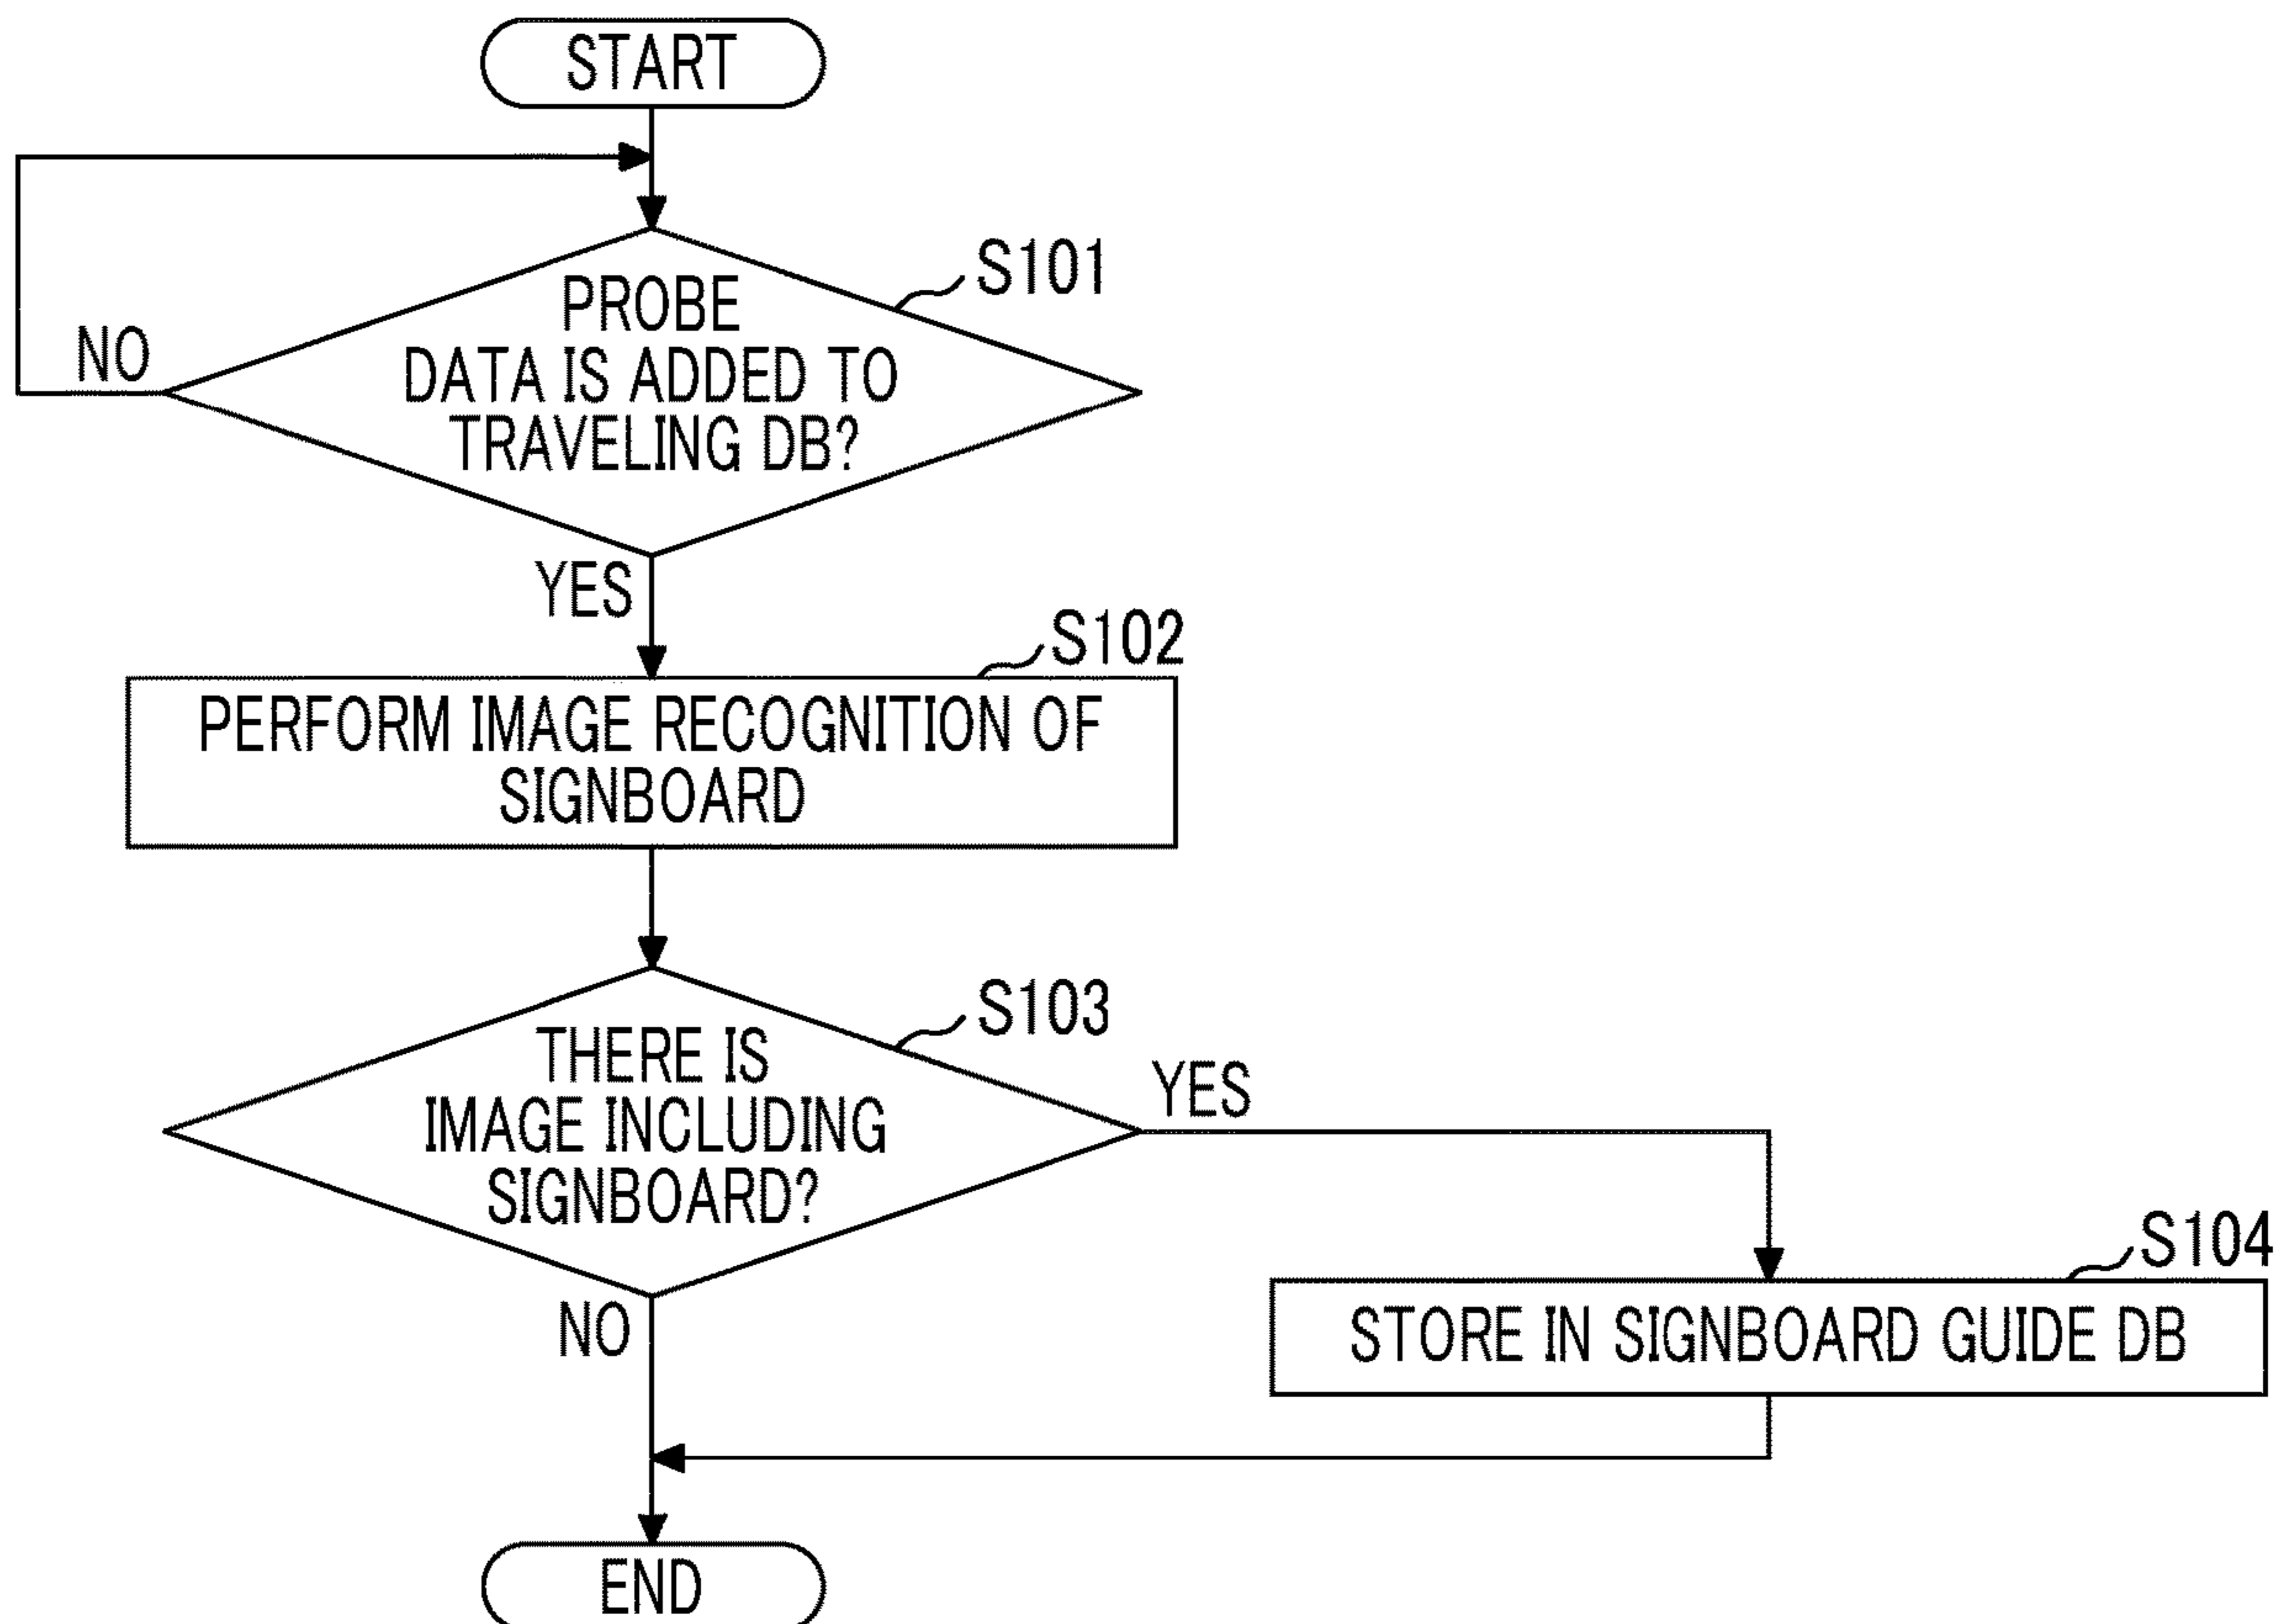 START
S101
PROBE
DATA IS ADDED TO
TRAVELING DB?
NO
YES
S102
PERFORM IMAGE RECOGNITION OF
SIGNBOARD
S103
THERE IS
IMAGE INCLUDING
SIGNBOARD?
YES
NO
S104
STORE IN SIGNBOARD GUIDE DB
END